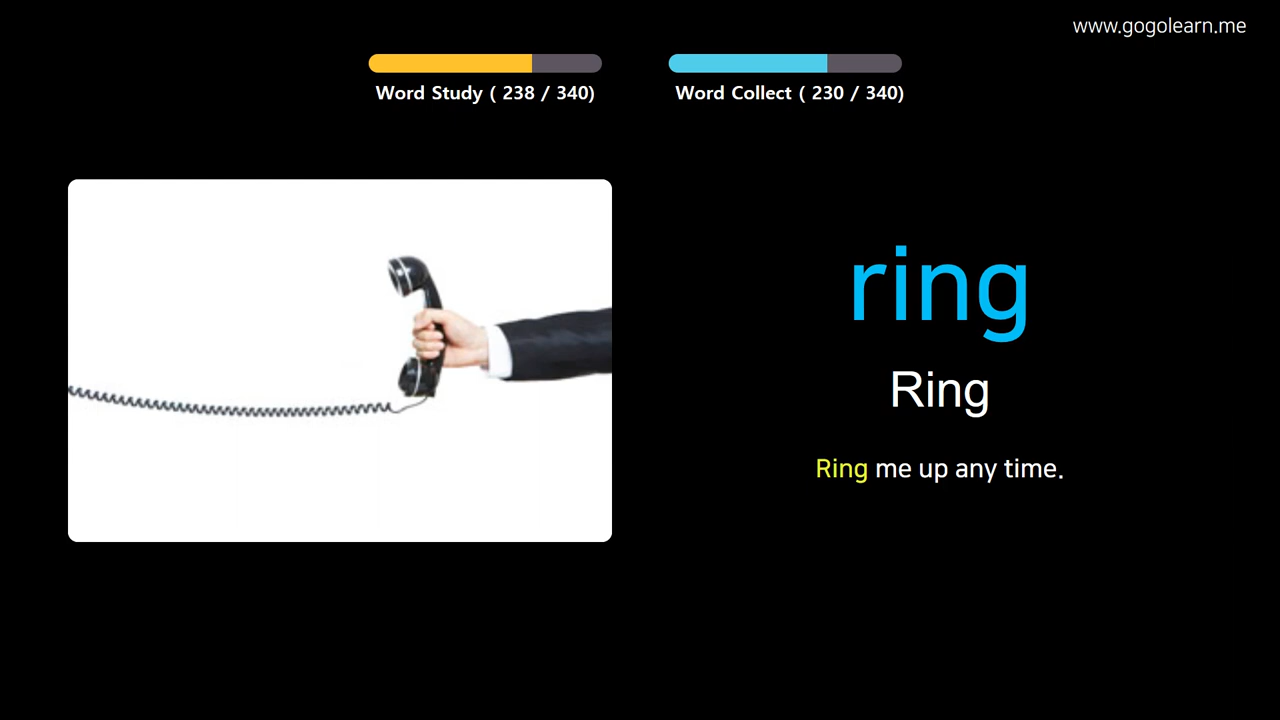 www.gogolearn.me
Word Study ( 238 / 340)
Word Collect ( 230 / 340)
ring
Ring
Ring me up any time.